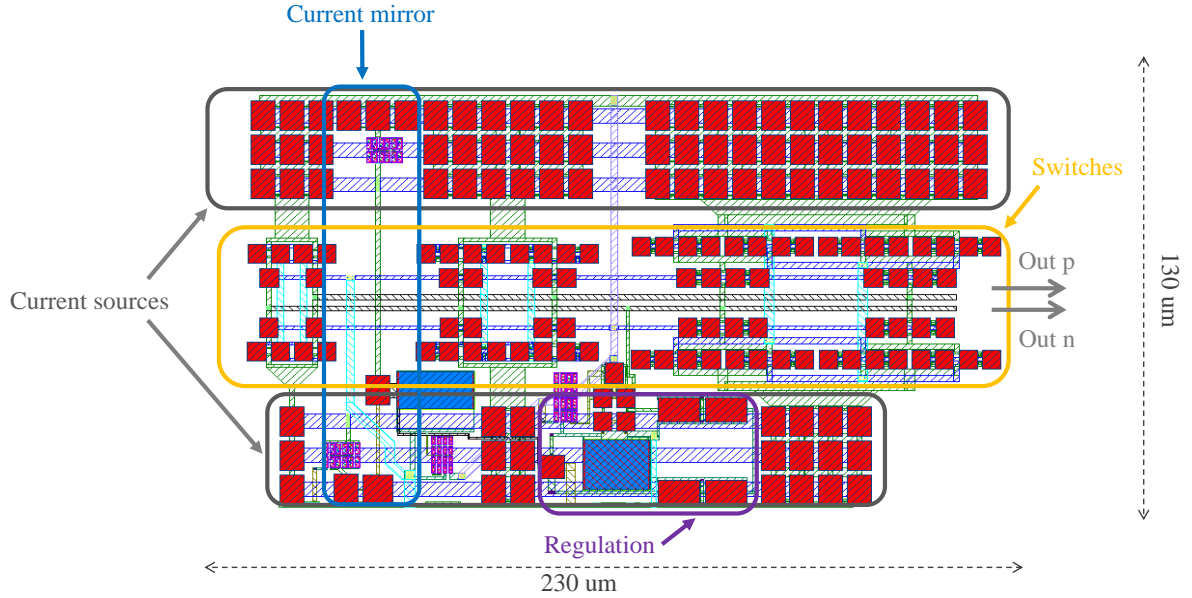 Current mirror
Switches
Out p
Current sources
130 um
Out n
Regulation
230 um